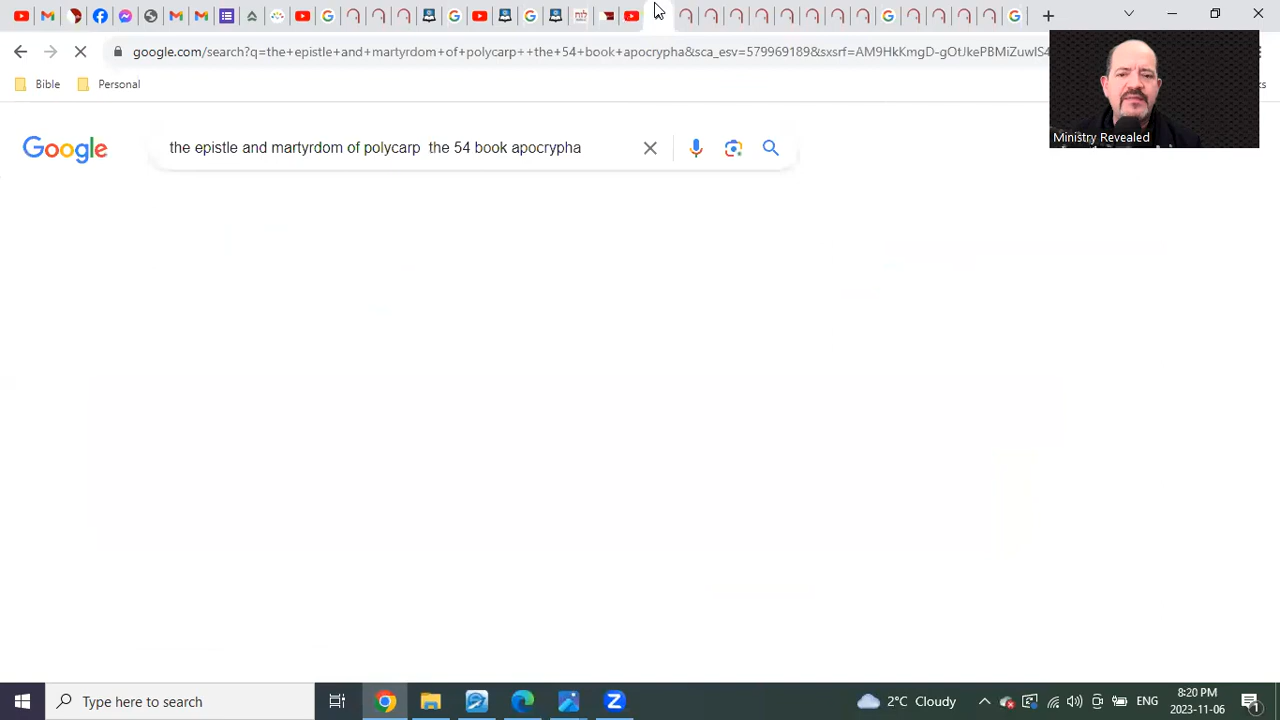 google.com/search?q=the+epistle+and+martyrdom+of+polycarp++the+54+book+apocrypha&sca_esv=579969189&sxsrf=AM9HkKmgD-gOtJkePBMiZuwIS4
Bible
Personal
Google
the epistle and martyrdom of polycarp  the 54 book apocrypha
Ministry Revealed
Type here to search
2°C Cloudy
ENG
8:20 PM
2023-11-06